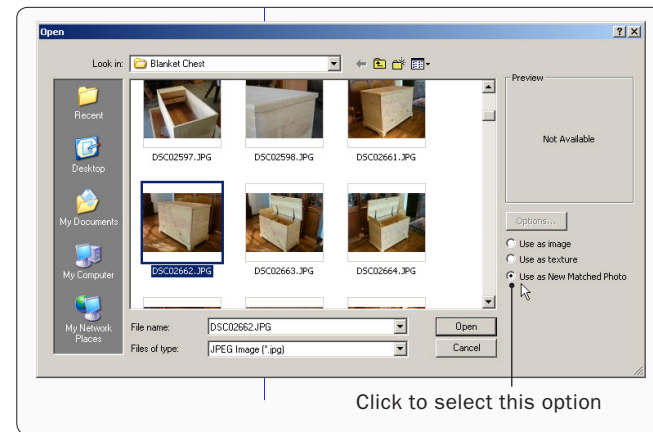 Open
Look in:
Blanket Chest
Recent
Desktop
My Documents
My Computer
My Network
Places
DSC02597.JPG
DSC02598.JPG
DSC02661.JPG
DSC02662.JPG
DSC02663.JPG
DSC02664.JPG
Preview
Not Available
Options...
Use as image
Use as texture
Use as New Matched Photo
File name:
DSC02662.JPG
Open
Files of type:
JPEG Image (*.jpg)
Cancel
Click to select this option